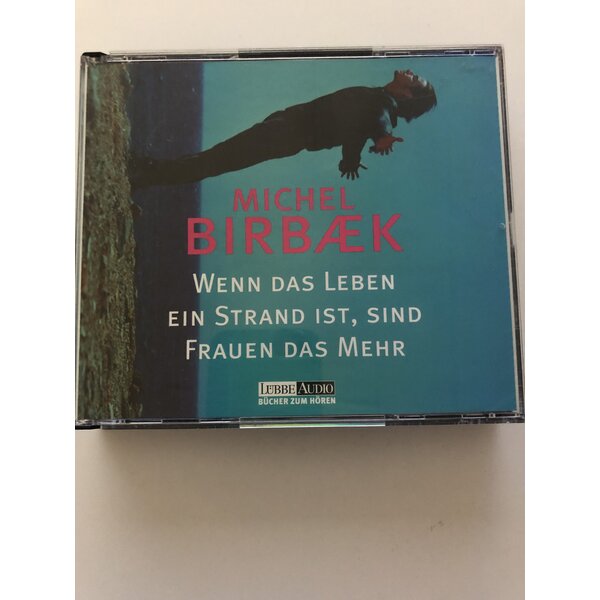 MICHEL
BIRBÆK
WENN DAS LEBEN
EIN STRAND IST, SIND
FRAUEN DAS MEHR
LÜBBE AUDIO
BÜCHER ZUM HÖREN